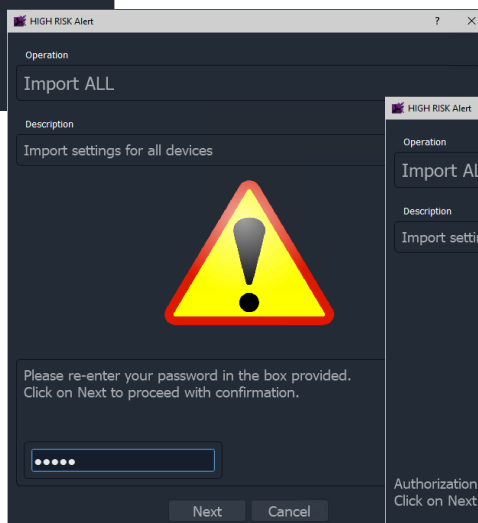 HIGH RISK Alert
Operation
Import ALL
Description
Import settings for all devices
Please re-enter your password in the box provided.
Click on Next to proceed with confirmation.
Next
Cancel
HIGH RISK Alert
Operation
Import AL
Description
Import setti
Authorization
Click on Next